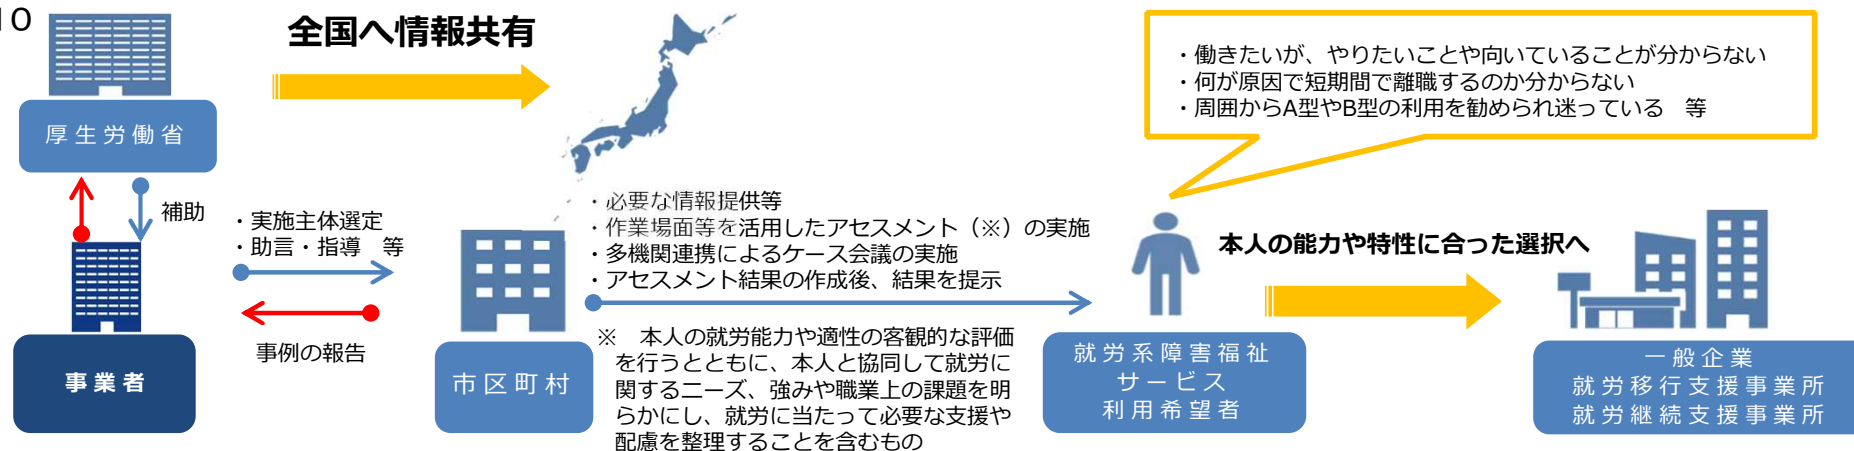 10
全国へ情報共有
厚生労働省
補助
・実施主体選定
・助言・指導　等
事例の報告
事業者
市区町村
・必要な情報提供等
・作業場面等を活用したアセスメント（※）の実施
・多機関連携によるケース会議の実施
・アセスメント結果の作成後、結果を提示
※　本人の就労能力や適性の客観的な評価
を行うとともに、本人と協同して就労に
関するニーズ、強みや職業上の課題を明
らかにし、就労に当たって必要な支援や
配慮を整理することを含むもの
・働きたいが、やりたいことや向いていることが分からない
・何が原因で短期間で離職するのか分からない
・周囲からA型やB型の利用を勧められ迷っている　等
本人の能力や特性に合った選択へ
就労系障害福祉
サービス
利用希望者
一般企業
就労移行支援事業所
就労継続支援事業所